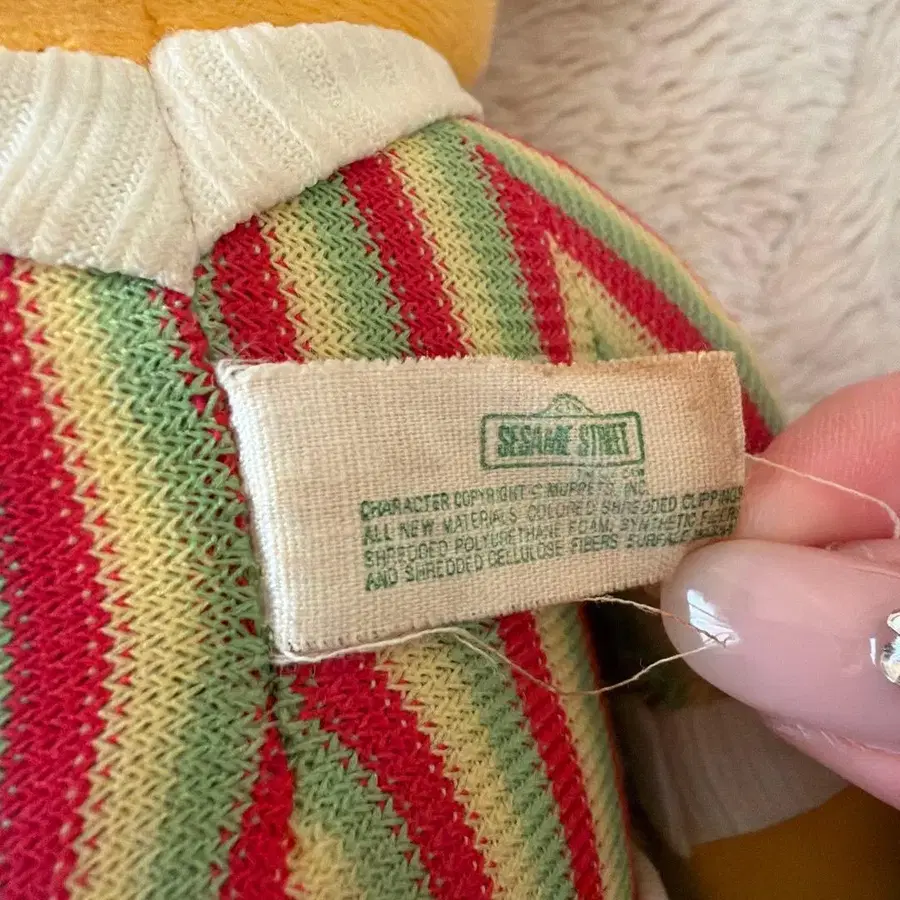 SESAME STREET
CHARACTER COPYRIGHT © MUPPETS, INC.
ALL NEW MATERIALS COLORED SHREDDED CLIPPINGS
SHREDDED POLYURETHANE FOAM, SYNTHETIC FIBERS
AND SHREDDED CELLULOSE FIBERS SURFACE